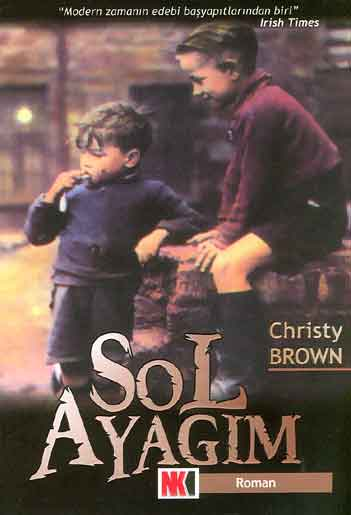 "Modern zamanın edebi başyapıtlarından biri"
Irish Times
Christy
BROWN
SOL
AYAGIM
NK
Roman